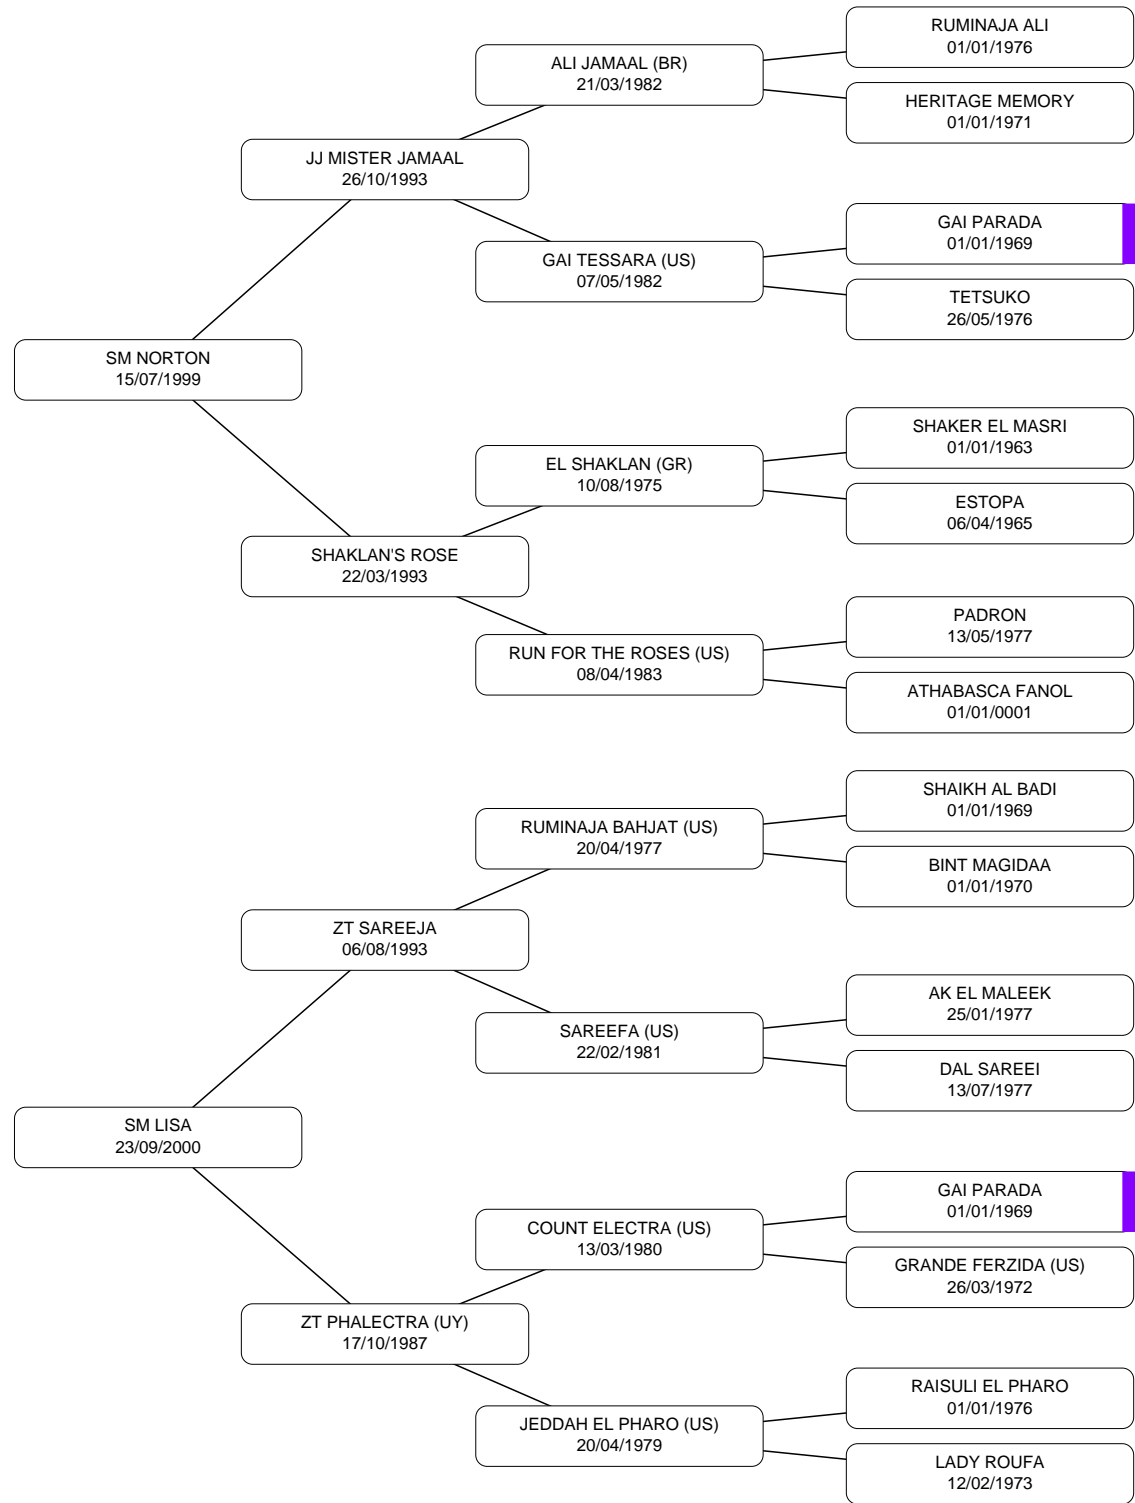 RUMINAJA ALI
01/01/1976
ALI JAMAAL (BR)
21/03/1982
HERITAGE MEMORY
01/01/1971
JJ MISTER JAMAAL
26/10/1993
GAI PARADA
01/01/1969
GAI TESSARA (US)
07/05/1982
TETSUKO
26/05/1976
SM NORTON
15/07/1999
SHAKER EL MASRI
01/01/1963
EL SHAKLAN (GR)
10/08/1975
ESTOPA
06/04/1965
SHAKLAN'S ROSE
22/03/1993
PADRON
13/05/1977
RUN FOR THE ROSES (US)
08/04/1983
ATHABASCA FANOL
01/01/0001
SHAIKH AL BADI
01/01/1969
RUMINAJA BAHJAT (US)
20/04/1977
BINT MAGIDAA
01/01/1970
ZT SAREEJA
06/08/1993
AK EL MALEEK
25/01/1977
SAREEFA (US)
22/02/1981
DAL SAREEI
13/07/1977
SM LISA
23/09/2000
GAI PARADA
01/01/1969
COUNT ELECTRA (US)
13/03/1980
GRANDE FERZIDA (US)
26/03/1972
ZT PHALECTRA (UY)
17/10/1987
RAISULI EL PHARO
01/01/1976
JEDDAH EL PHARO (US)
20/04/1979
LADY ROUFA
12/02/1973